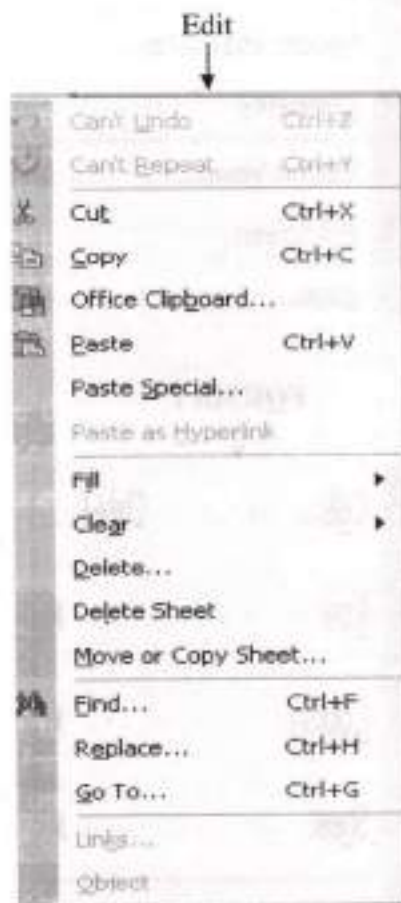 Edit
Can't Undo Ctrl+Z
Can't Repeat Ctrl+Y
Cut Ctrl+X
Copy Ctrl+C
Office Clipboard...
Paste Ctrl+V
Paste Special...
Paste as Hyperlink
Fill
Clear
Delete...
Delete Sheet
Move or Copy Sheet...
Find... Ctrl+F
Replace... Ctrl+H
Go To... Ctrl+G
Links...
Object